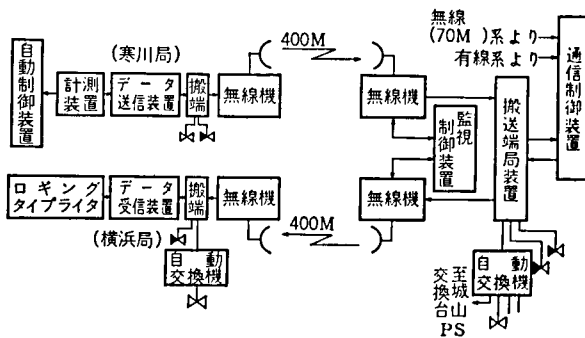 無線
(70M)系より
有線系より
通信制御装置
(寒川局)
400M
自動制御装置
計測
装置
データ
送信装置
搬端
無線機
無線機
監視
制御装置
搬送端局装置
ロギング
タイプライタ
データ
受信装置
搬端
無線機
無線機
400M
(横浜局)
自動
交換機
自動
交換機
至城山
交換台
PS